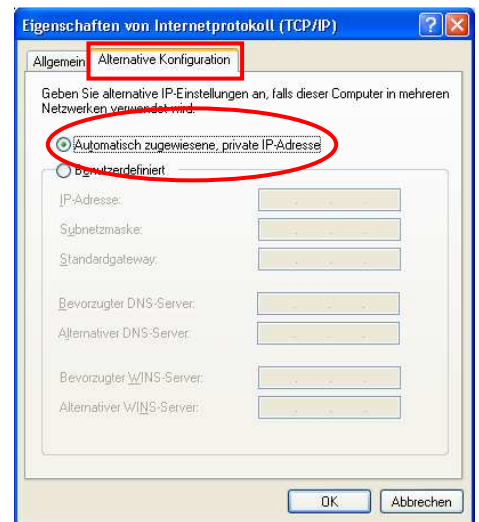 Eigenschaften von Internetprotokoll (TCP/IP)
Allgemein Alternative Konfiguration
Geben Sie alternative IP-Einstellungen an, falls dieser Computer in mehreren
Netzwerken verwendet wird.
Automatisch zugewiesene, private IP-Adresse
Benutzerdefiniert
IP-Adresse:
Subnetzmaske:
Standardgateway:
Bevorzugter DNS-Server:
Alternativer DNS-Server:
Bevorzugter WINS-Server:
Alternativer WINS-Server:
OK Abbrechen